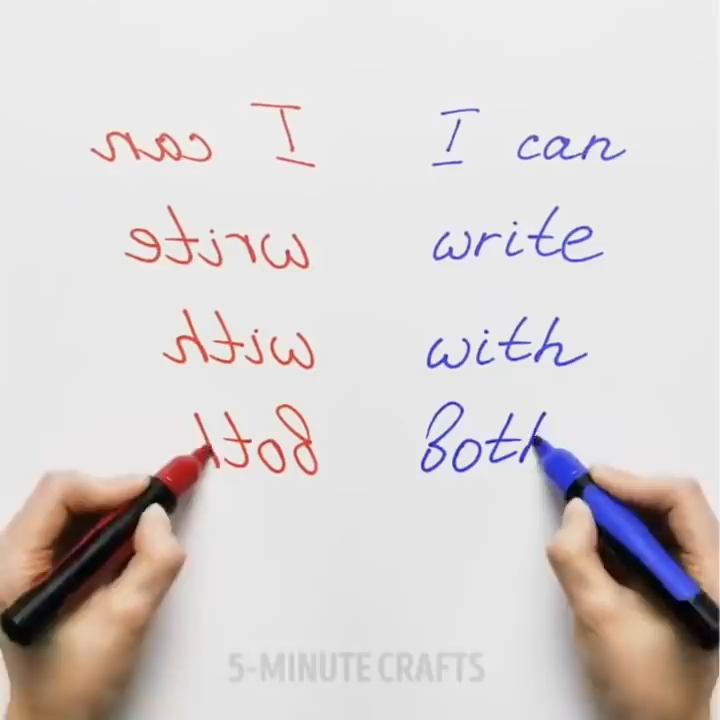 I can
write
with
both
I can
write
with
both
5-MINUTE CRAFTS